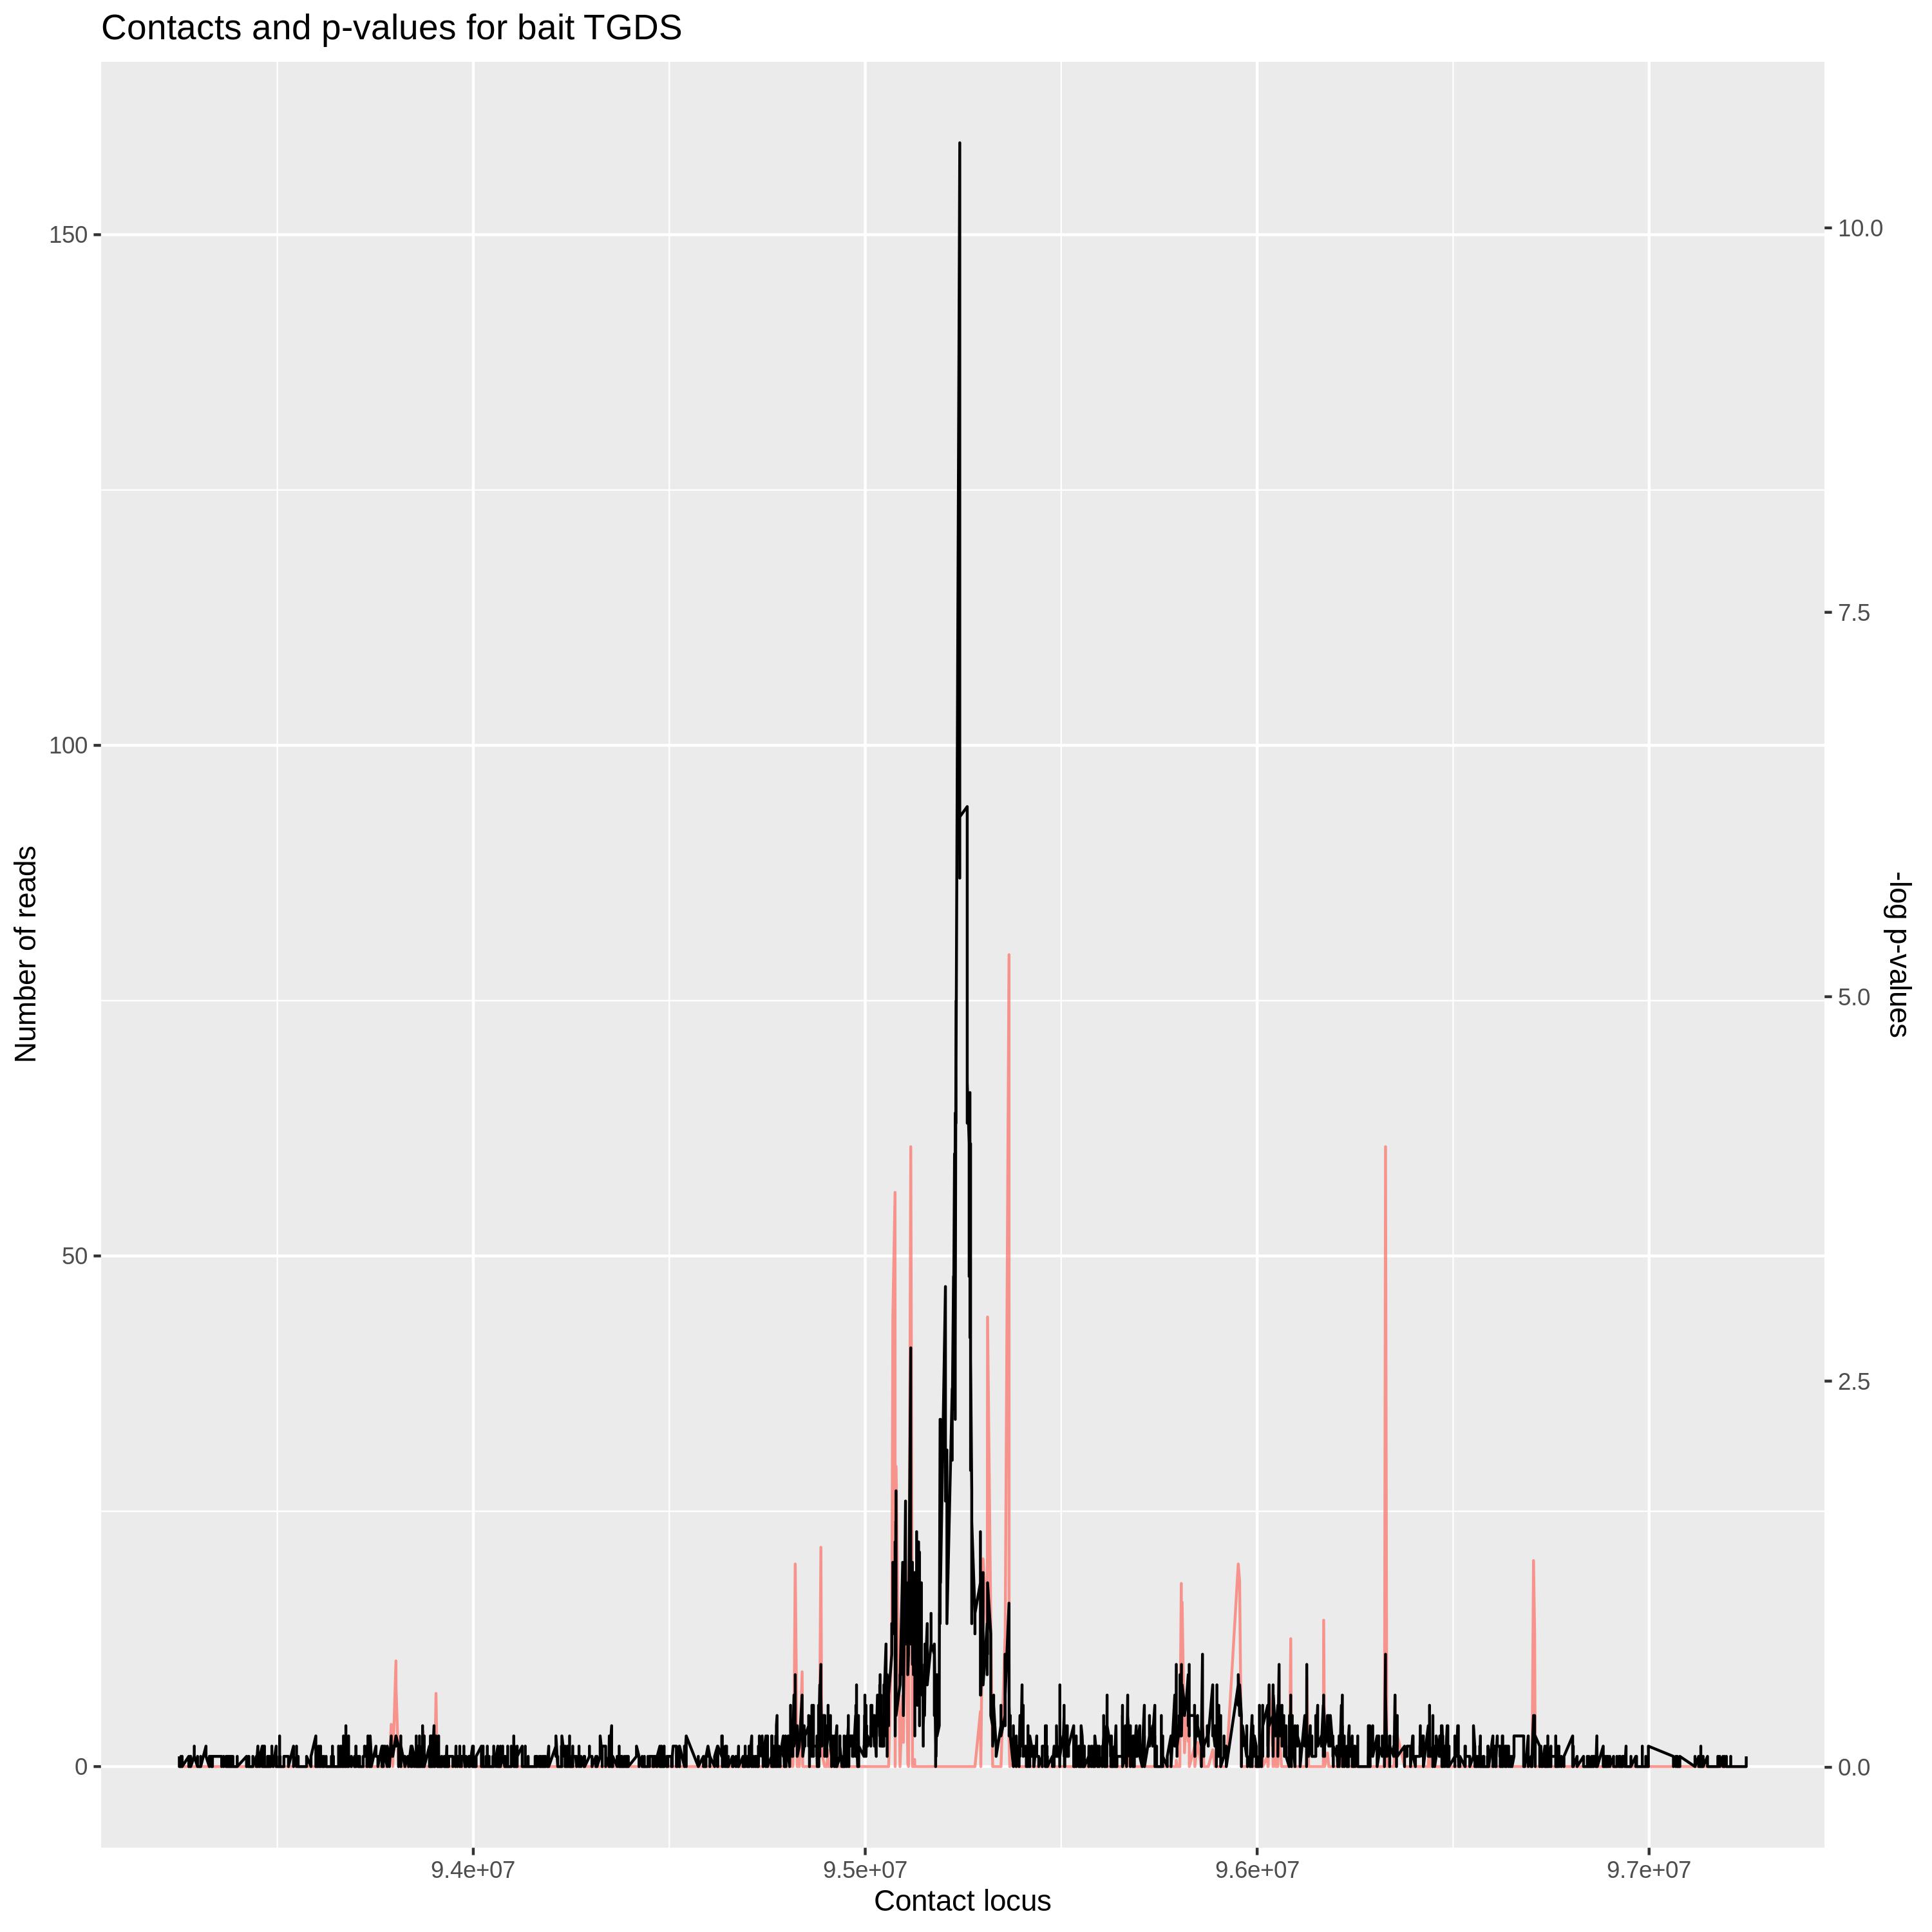 Contacts and p-values for bait TGDS
150
100
50
0
Number of reads
10.0
7.5
5.0
2.5
0.0
-log p-values
9.4e+07 9.5e+07 9.6e+07 9.7e+07
Contact locus